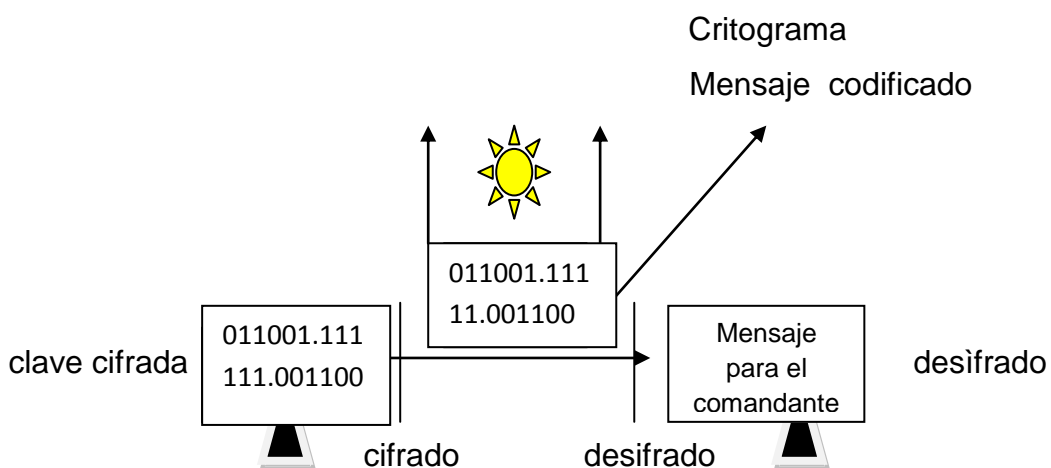 Critograma
Mensaje codificado
011001.111
11.001100
clave cifrada
011001.111
111.001100
Mensaje
para el
comandante
desìfrado
cifrado
desifrado